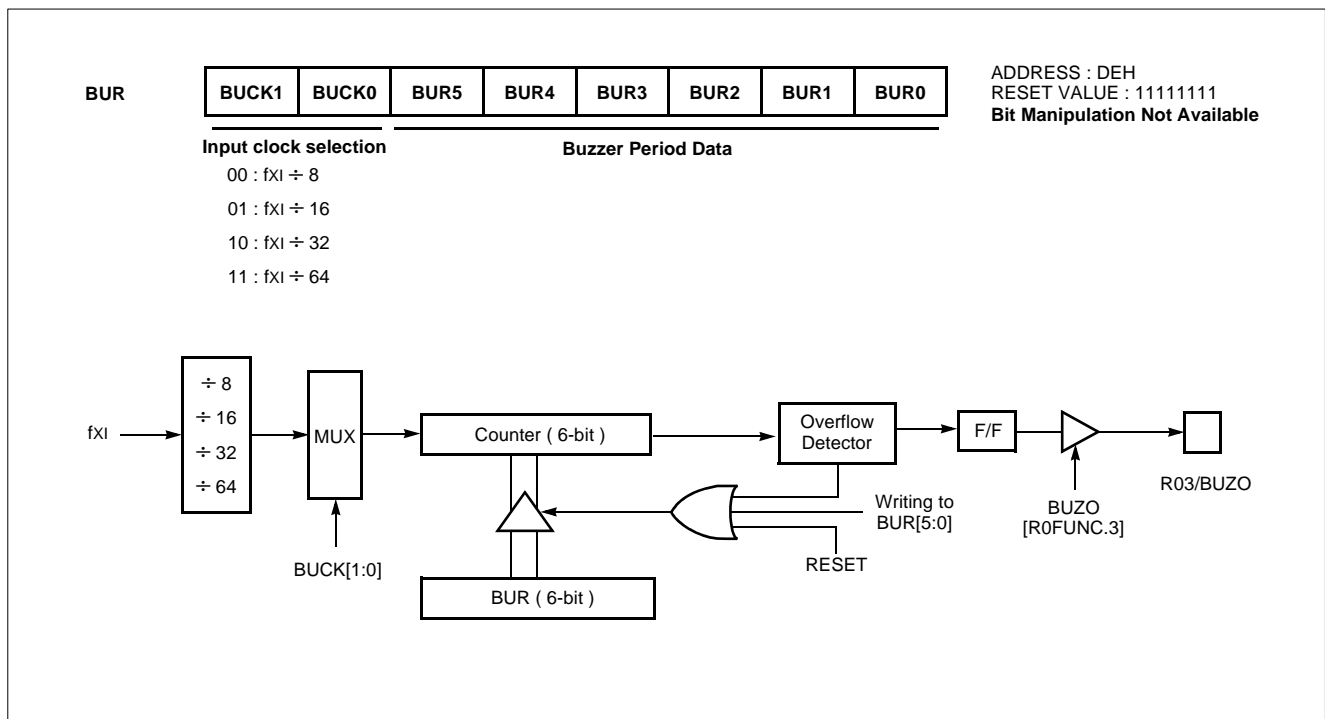 BUR
BUCK1 BUCK0 BUR5 BUR4 BUR3 BUR2 BUR1 BUR0
ADDRESS : DEH
RESET VALUE : 11111111
Bit Manipulation Not Available
Input clock selection
Buzzer Period Data
00 : fXI ÷ 8
01 : fXI ÷ 16
10 : fXI ÷ 32
11 : fXI ÷ 64
fXI
÷ 8
÷ 16
÷ 32
÷ 64
MUX
BUCK[1:0]
Counter ( 6-bit )
BUR ( 6-bit )
Overflow
Detector
Writing to
BUR[5:0]
RESET
F/F
BUZO
[R0FUNC.3]
R03/BUZO